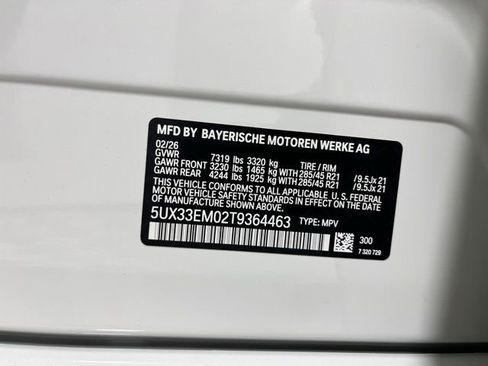 MFD BY BAYERISCHE MOTOREN WERKE AG
02/26
GVWR 7319 lbs 3320 kg TIRE / RIM
GAWR FRONT 3230 lbs 1465 kg WITH 285/45 R21 / 9.5Jx 21
GAWR REAR 4244 lbs 1925 kg WITH 285/45 R21 / 9.5Jx 21
THIS VEHICLE CONFORMS TO ALL APPLICABLE U.S. FEDERAL
MOTOR VEHICLE SAFETY STANDARDS IN EFFECT ON THE DATE
OF MANUFACTURE SHOWN ABOVE.
5UX33EM02T9364463 TYPE: MPV
300
7 320 729